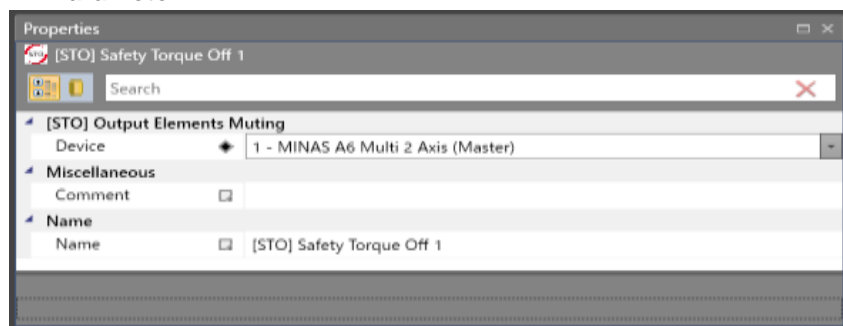 Properties
STO [STO] Safety Torque Off 1
Search
[STO] Output Elements Muting
Device 1 - MINAS A6 Multi 2 Axis (Master)
Miscellaneous
Comment
Name
Name [STO] Safety Torque Off 1